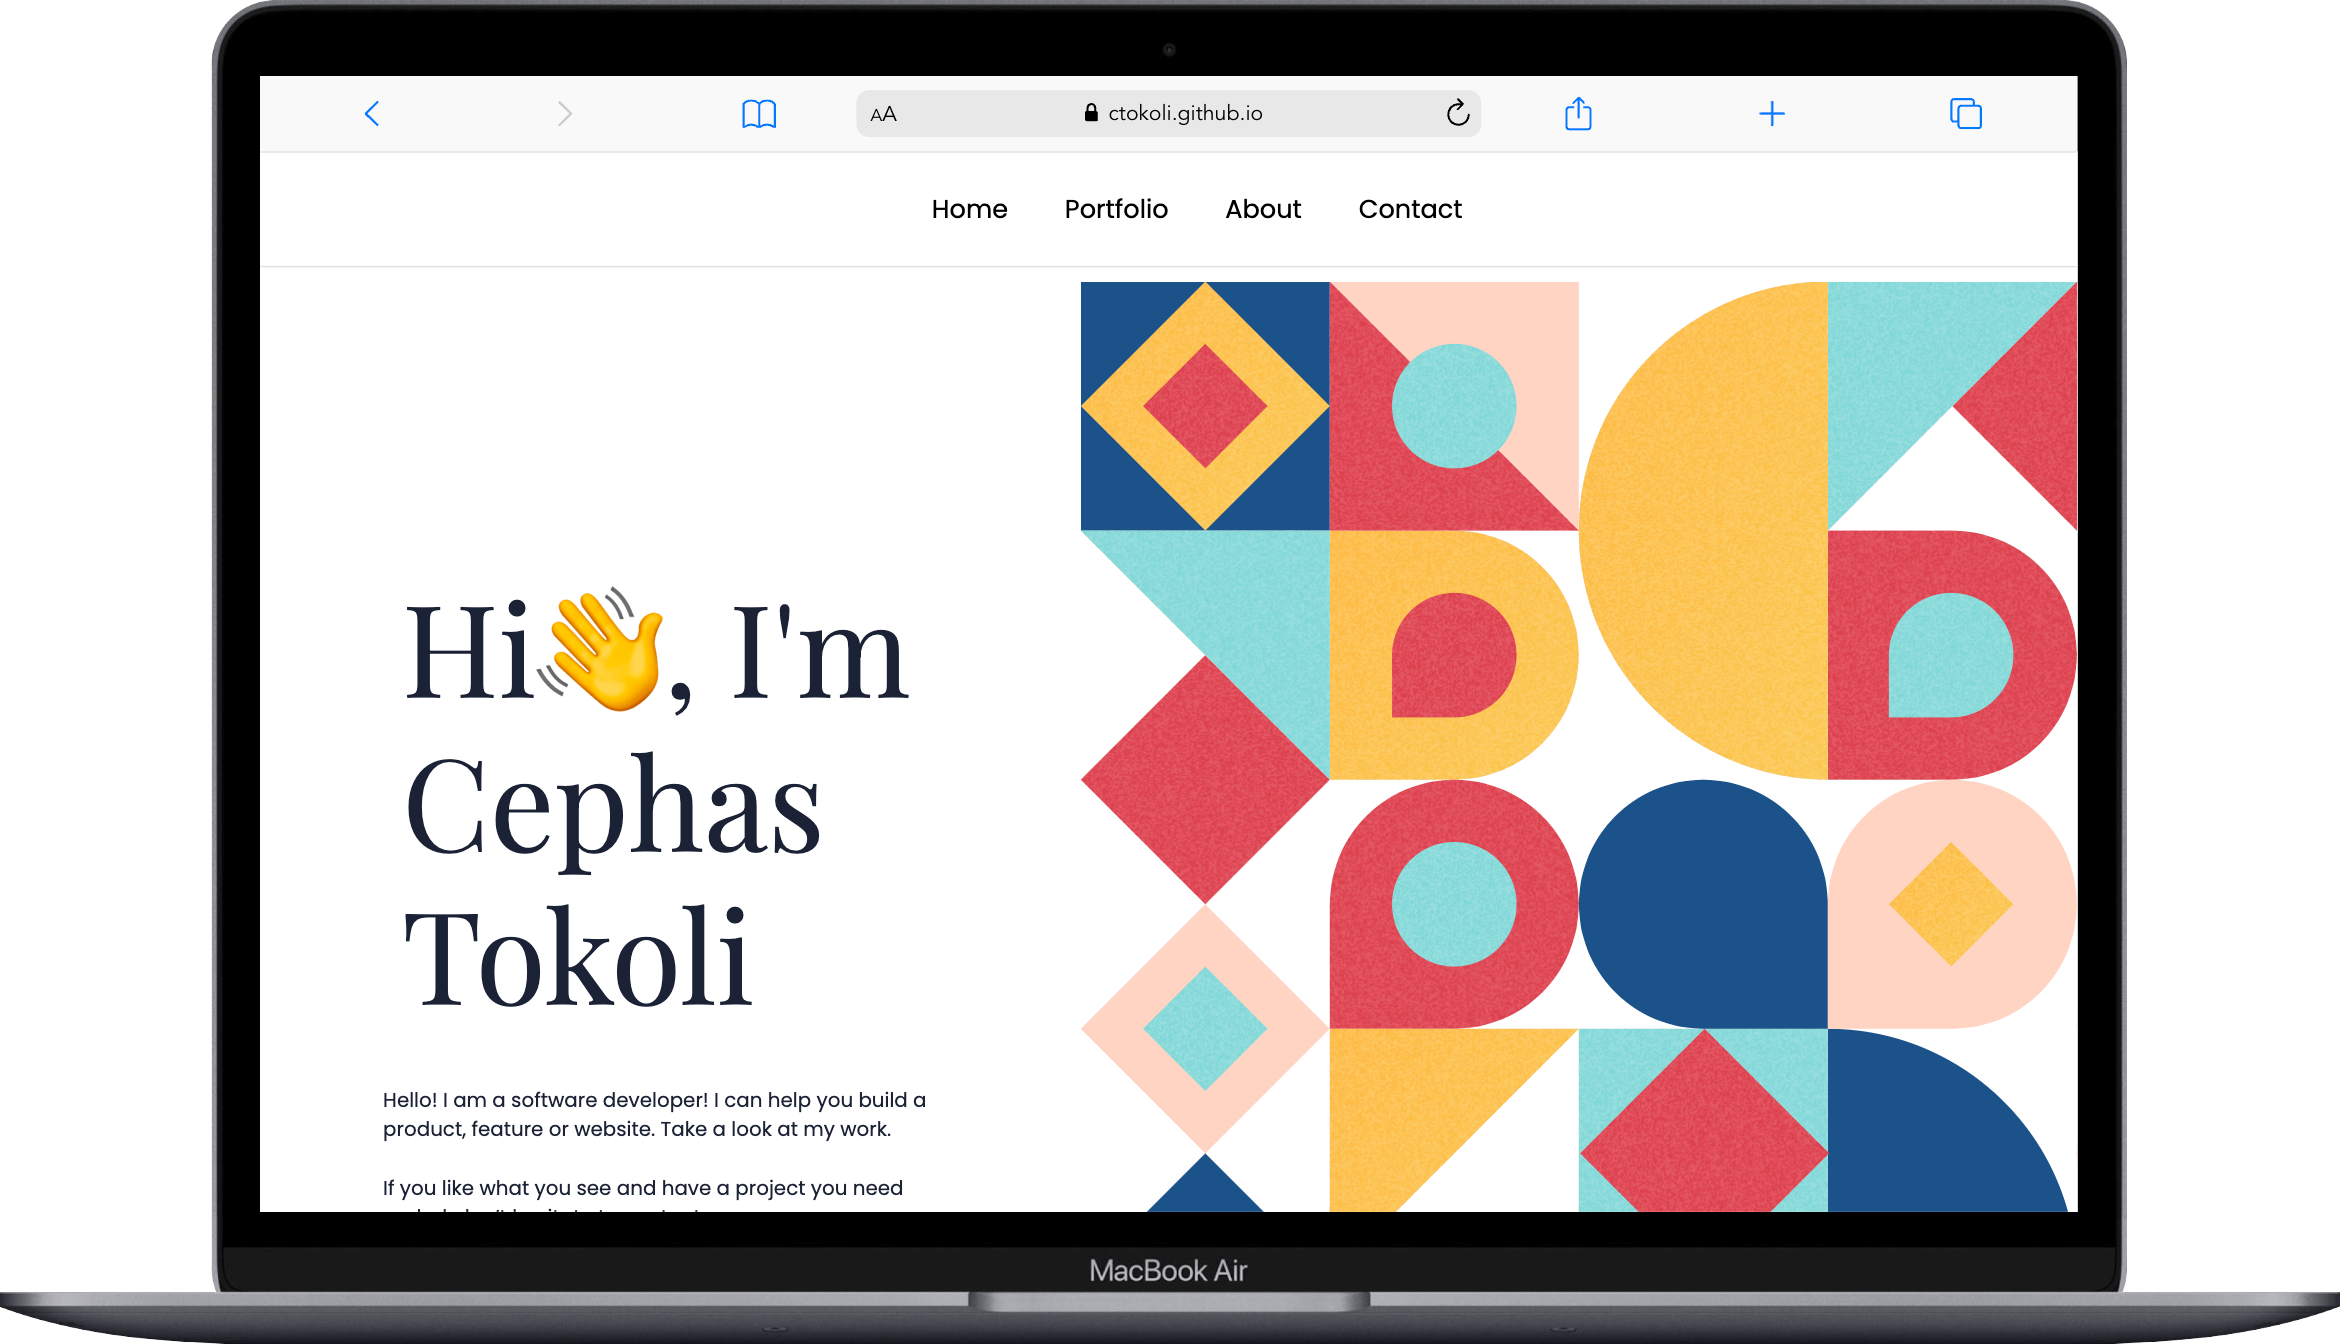 AA ctokoli.github.io
Home Portfolio About Contact
Hi👋, I'm
Cephas
Tokoli
Hello! I am a software developer! I can help you build a
product, feature or website. Take a look at my work.
If you like what you see and have a project you need
MacBook Air